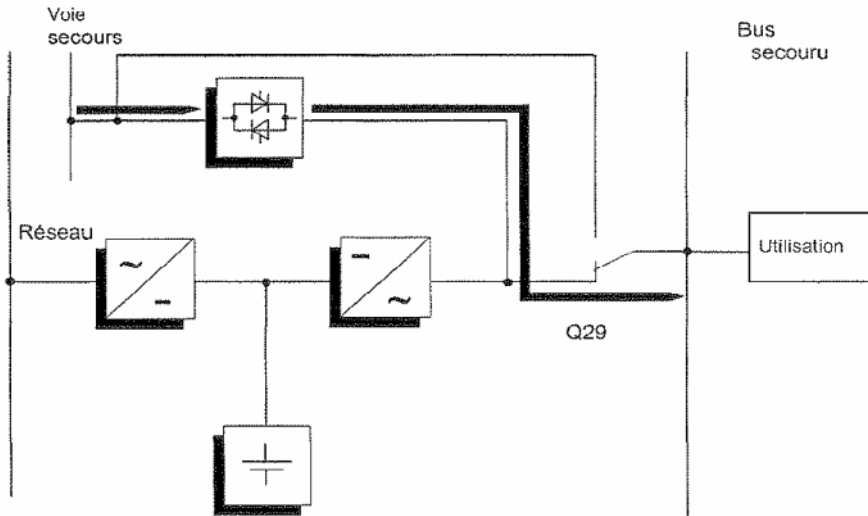 Voie
secours
Bus
secouru
Réseau
Utilisation
Q29